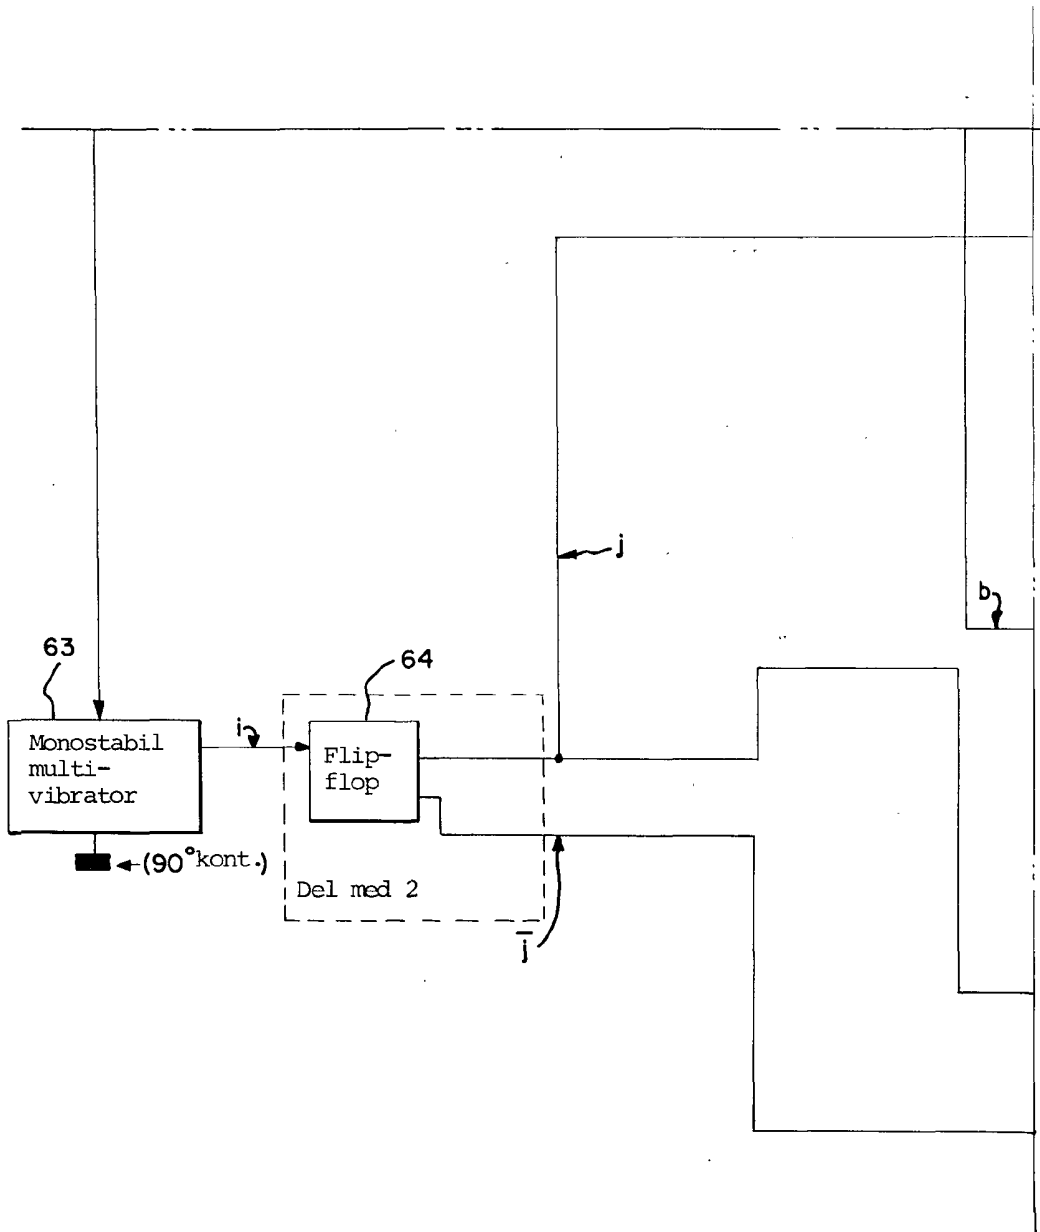 j
b
63
64
i
Monostabil
multi-
vibrator
Flip-
flop
(90° kont.)
Del med 2
j̅